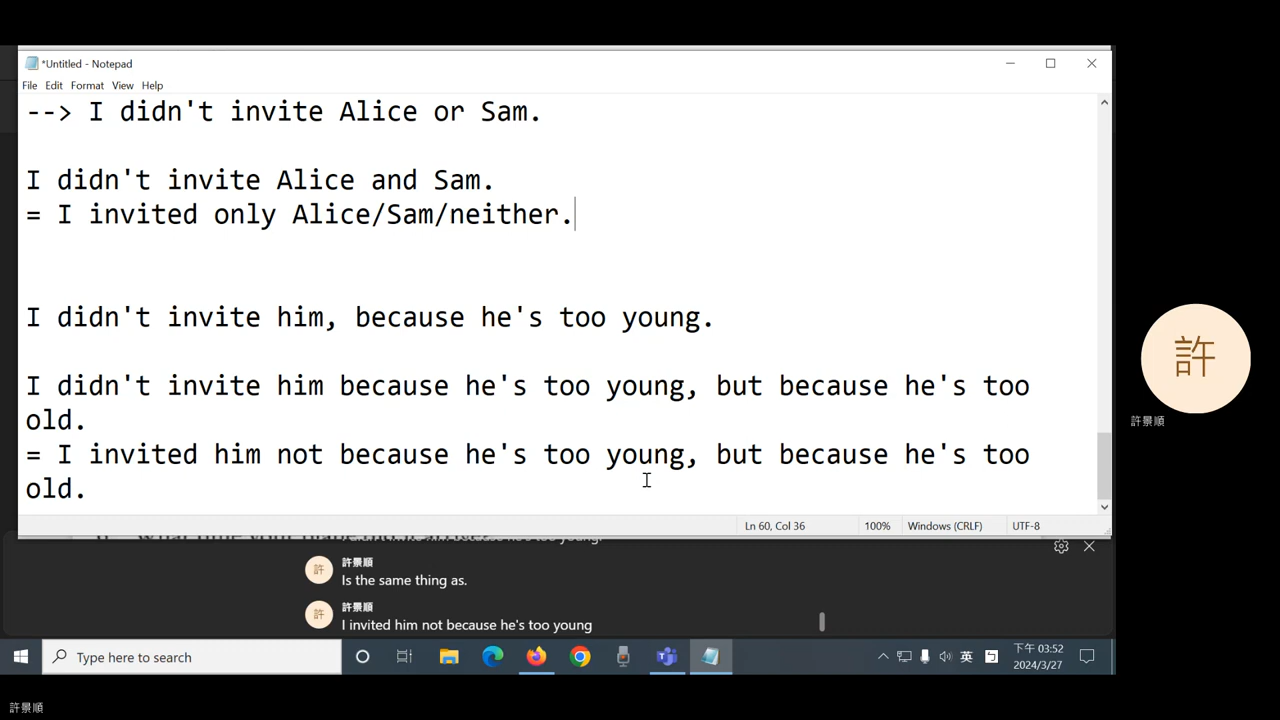 *Untitled - Notepad
File Edit Format View Help
--> I didn't invite Alice or Sam.
I didn't invite Alice and Sam.
= I invited only Alice/Sam/neither.
I didn't invite him, because he's too young.
I didn't invite him because he's too young, but because he's too
old.
= I invited him not because he's too young, but because he's too
old.
Ln 60, Col 36 100% Windows (CRLF) UTF-8
許
許景順
許 許景順
Is the same thing as.
許 許景順
I invited him not because he's too young
Type here to search
英
下午 03:52
2024/3/27
許景順